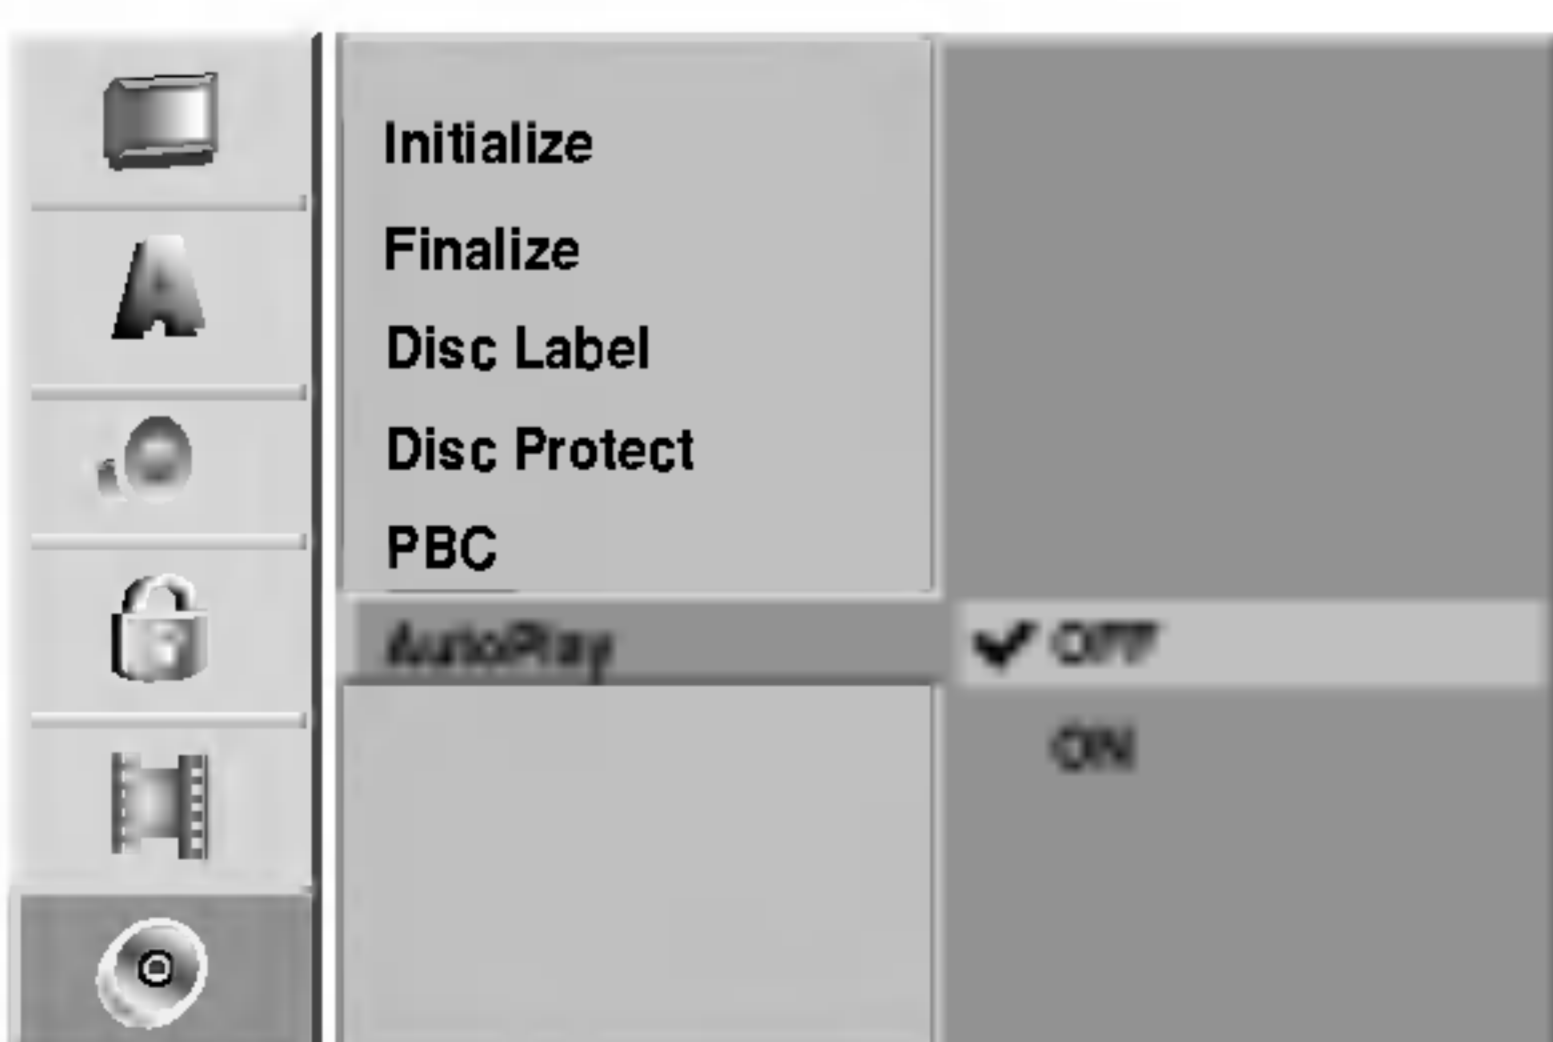 Initialize
Finalize
Disc Label
Disc Protect
PBC
AutoPlay
OFF
ON